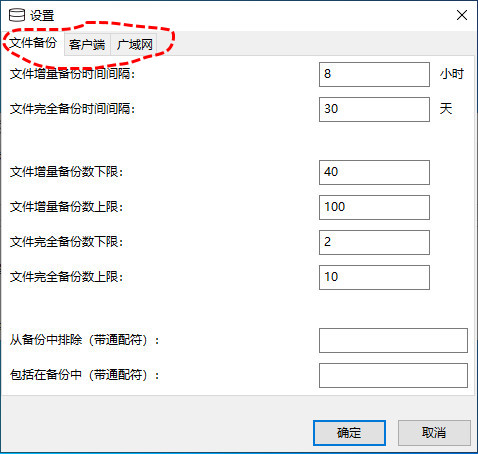 设置
文件备份 客户端 广域网
文件增量备份时间间隔： 8 小时
文件完全备份时间间隔： 30 天
文件增量备份数下限： 40
文件增量备份数上限： 100
文件完全备份数下限： 2
文件完全备份数上限： 10
从备份中排除（带通配符）：
包括在备份中（带通配符）：
确定 取消